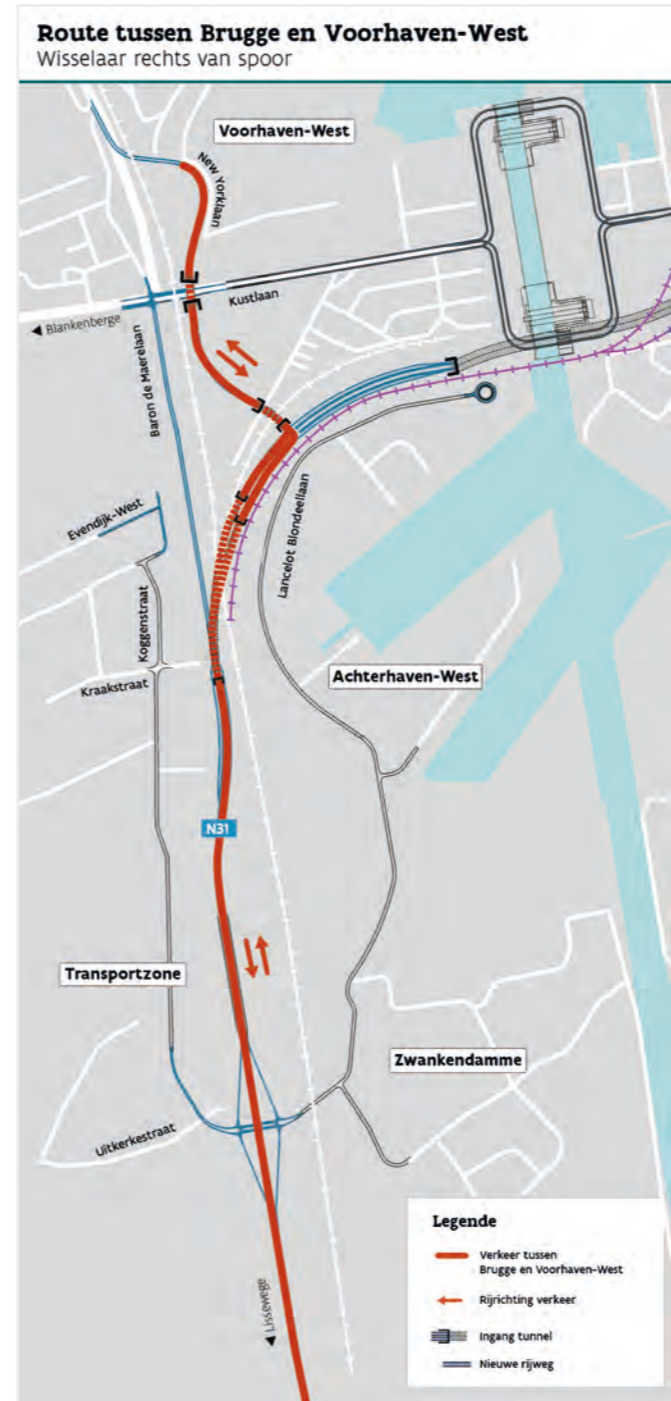 Route tussen Brugge en Voorhaven-West
Wisselaar rechts van spoor
Voorhaven-West
New Yorklaan
Kustlaan
Blankenberge
Baron de Maerelaan
Evendijk-West
Lancelot Blondeellaan
Koggenstraat
Kraakstraat
Achterhaven-West
N31
Transportzone
Zwankendamme
Uitkerkestraat
Lissewege
Legende
Verkeer tussen
Brugge en Voorhaven-West
Rijrichting verkeer
Ingang tunnel
Nieuwe rijweg